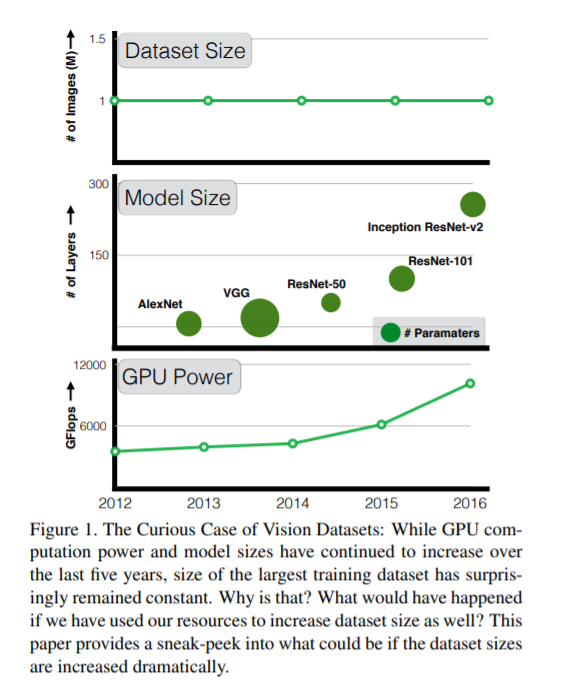 1.5
Dataset Size
# of Images (M)
1
300
Model Size
Inception ResNet-v2
# of Layers
150
ResNet-101
ResNet-50
VGG
AlexNet
# Paramaters
12000
GPU Power
GFlops
6000
2012 2013 2014 2015 2016
Figure 1. The Curious Case of Vision Datasets: While GPU com-
putation power and model sizes have continued to increase over
the last five years, size of the largest training dataset has surpris-
ingly remained constant. Why is that? What would have happened
if we have used our resources to increase dataset size as well? This
paper provides a sneak-peek into what could be if the dataset sizes
are increased dramatically.